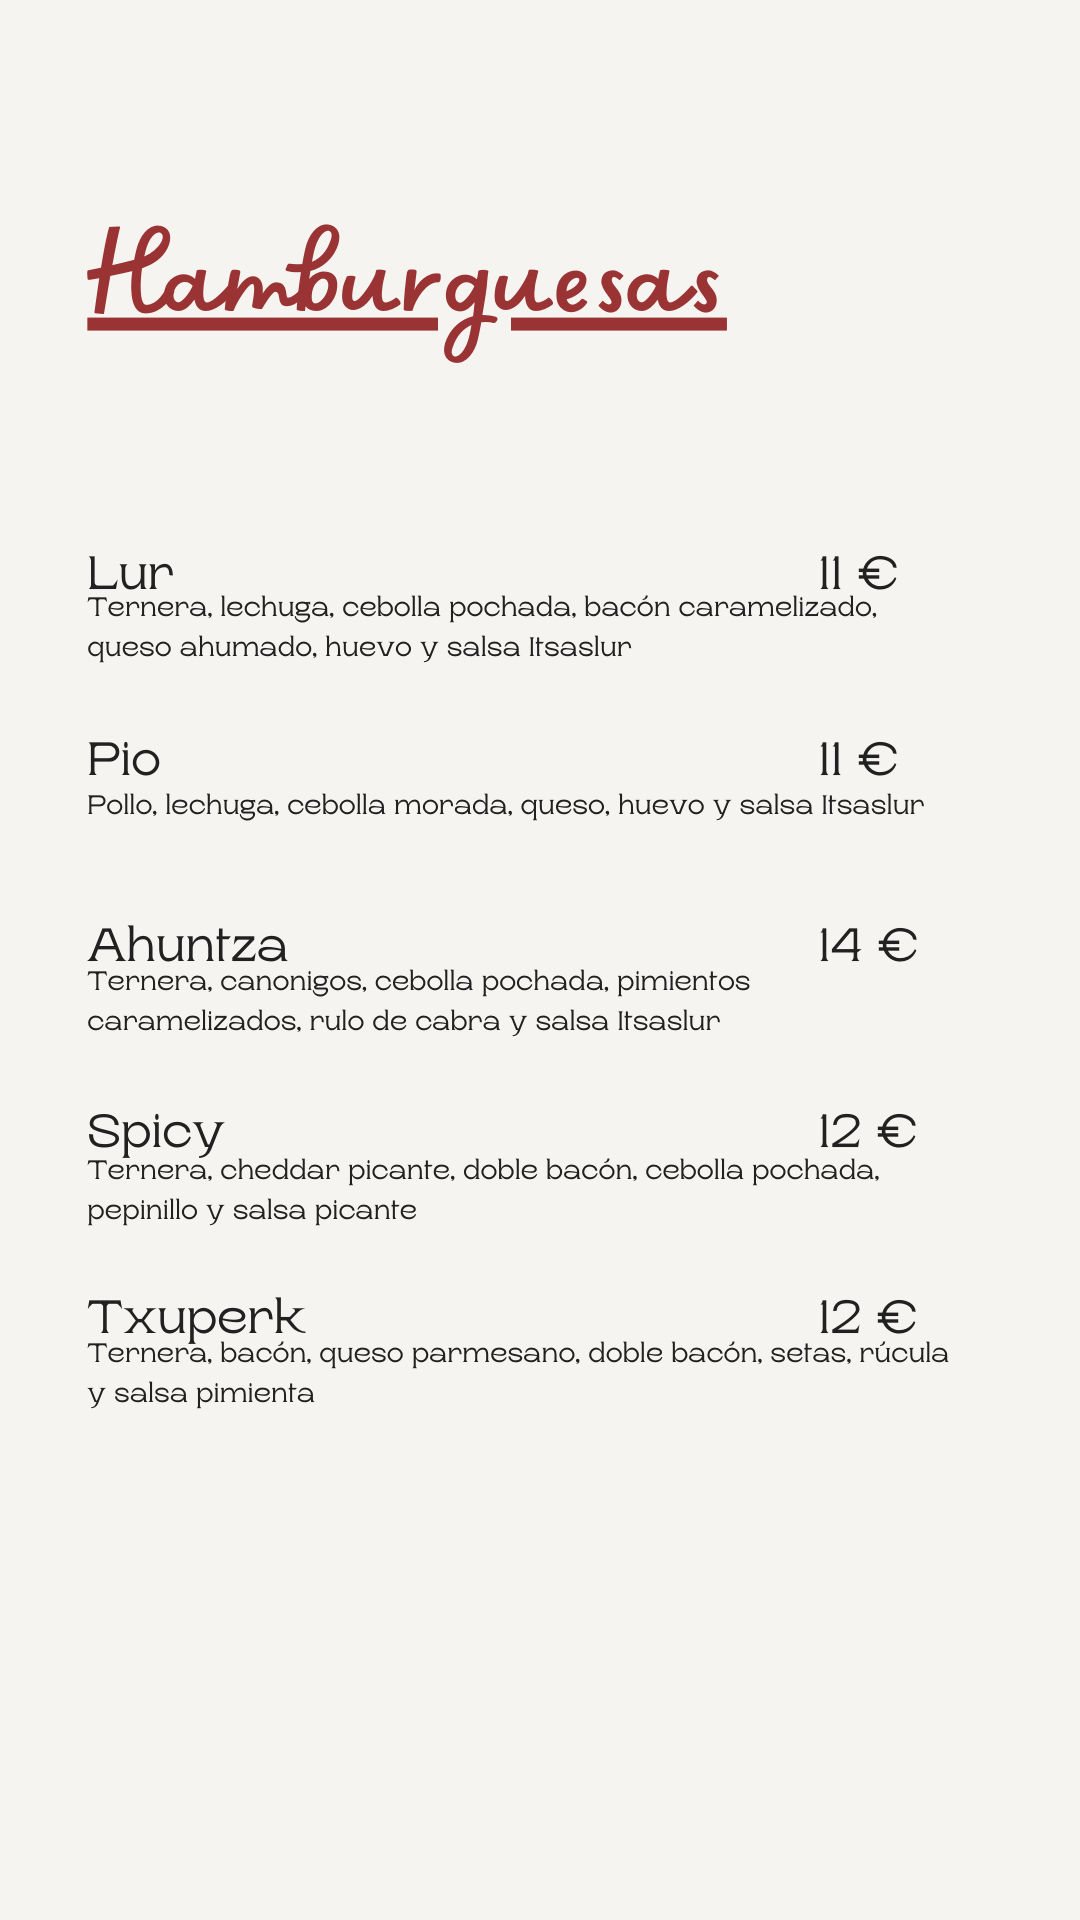 Hamburguesas
Lur 11 €
Ternera, lechuga, cebolla pochada, bacón caramelizado,
queso ahumado, huevo y salsa Itsaslur
Pio 11 €
Pollo, lechuga, cebolla morada, queso, huevo y salsa Itsaslur
Ahuntza 14 €
Ternera, canonigos, cebolla pochada, pimientos
caramelizados, rulo de cabra y salsa Itsaslur
Spicy 12 €
Ternera, cheddar picante, doble bacón, cebolla pochada,
pepinillo y salsa picante
Txuperk 12 €
Ternera, bacón, queso parmesano, doble bacón, setas, rúcula
y salsa pimienta